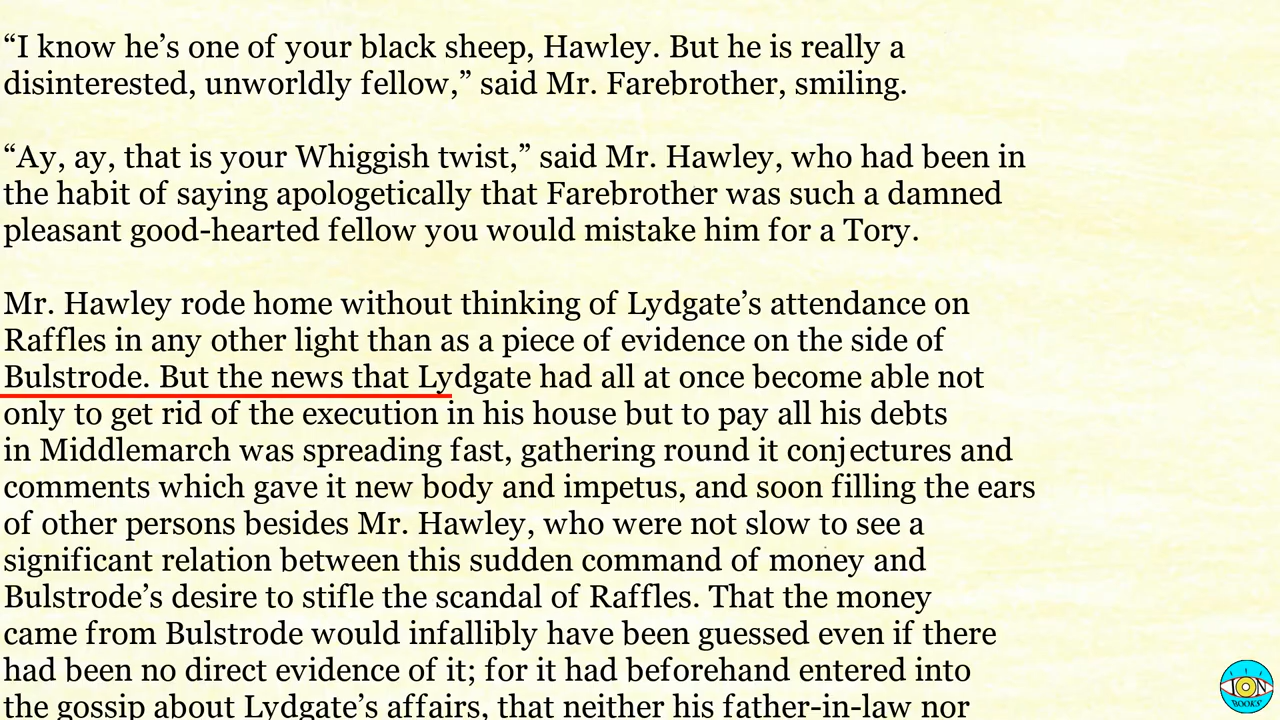 “I know he’s one of your black sheep, Hawley. But he is really a
disinterested, unworldly fellow,” said Mr. Farebrother, smiling.
“Ay, ay, that is your Whiggish twist,” said Mr. Hawley, who had been in
the habit of saying apologetically that Farebrother was such a damned
pleasant good-hearted fellow you would mistake him for a Tory.
Mr. Hawley rode home without thinking of Lydgate’s attendance on
Raffles in any other light than as a piece of evidence on the side of
Bulstrode. But the news that Lydgate had all at once become able not
only to get rid of the execution in his house but to pay all his debts
in Middlemarch was spreading fast, gathering round it conjectures and
comments which gave it new body and impetus, and soon filling the ears
of other persons besides Mr. Hawley, who were not slow to see a
significant relation between this sudden command of money and
Bulstrode’s desire to stifle the scandal of Raffles. That the money
came from Bulstrode would infallibly have been guessed even if there
had been no direct evidence of it; for it had beforehand entered into
the gossip about Lydgate’s affairs, that neither his father-in-law nor
ION
BOOKS